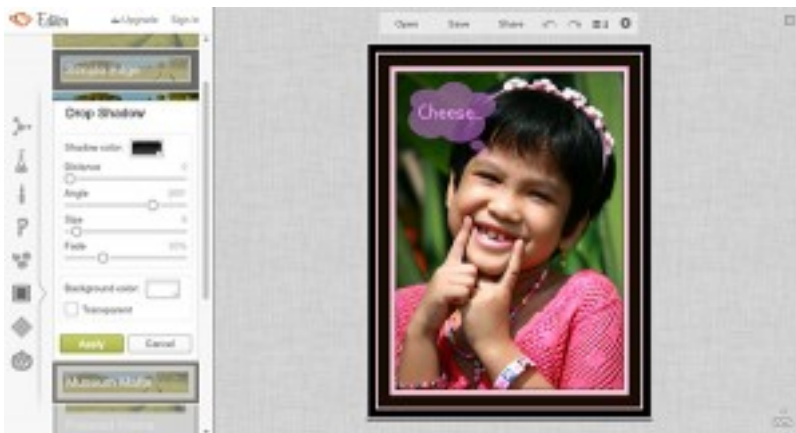 Editor
Upgrade
Sign in
Open
Save
Share
Simple Edge
Drop Shadow
Shadow color:
Distance
Angle
Size
Fade
Background color:
Transparent
Apply
Cancel
Museum Matte
Cheese...